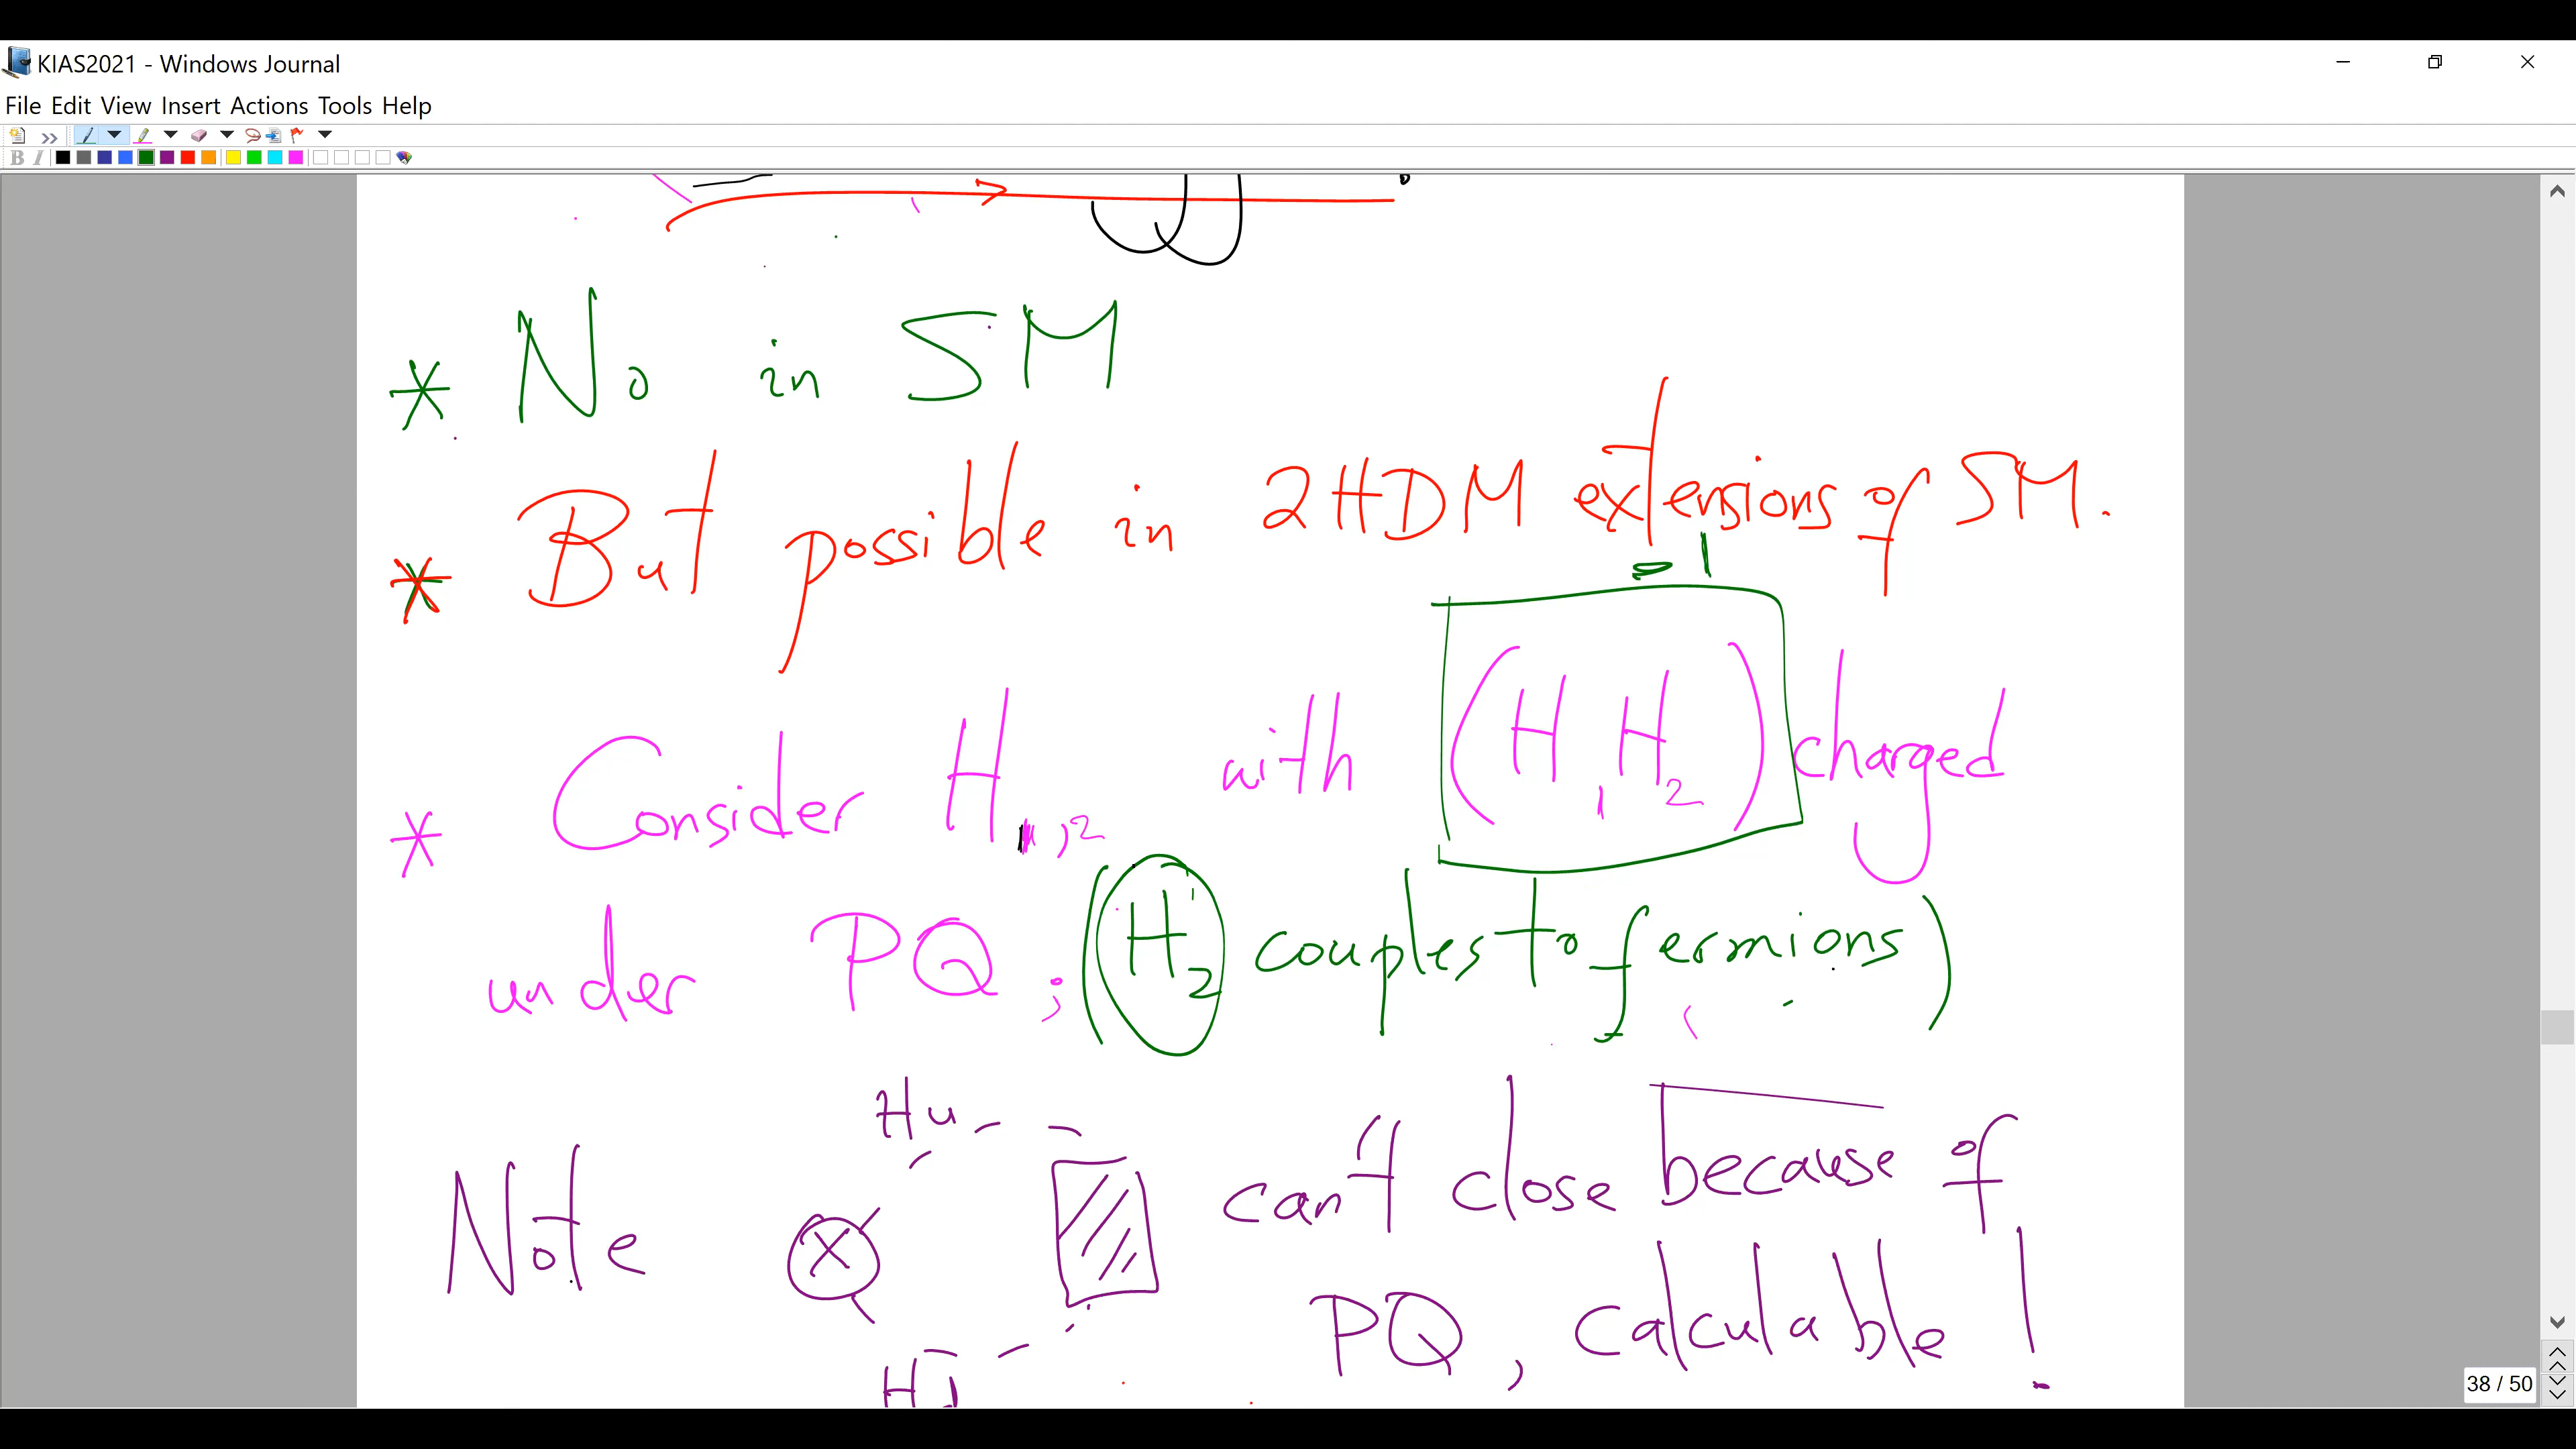 KIAS2021 - Windows Journal
File Edit View Insert Actions Tools Help
B I
* No in SM
* But possible in 2HDM extensions of SM.
= 1
* Consider H1,2 with (H1H2) charged
under PQ ; (H2 couples to fermions)
Hu
Note can't close because of
PQ, calculable!
38 / 50